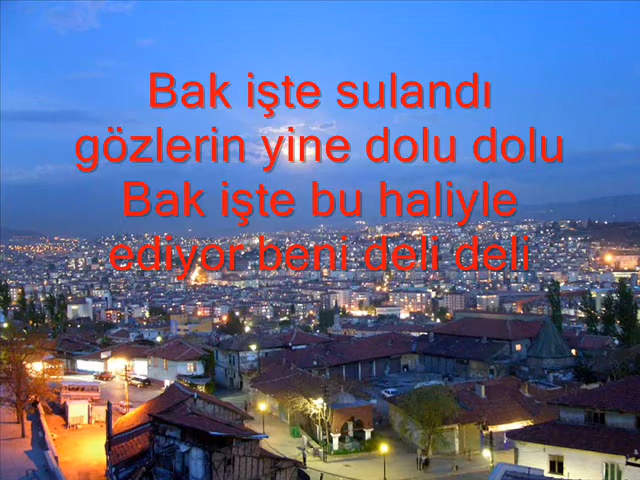 Bak işte sulandı
gözlerin yine dolu dolu
Bak işte bu haliyle
ediyor beni deli deli